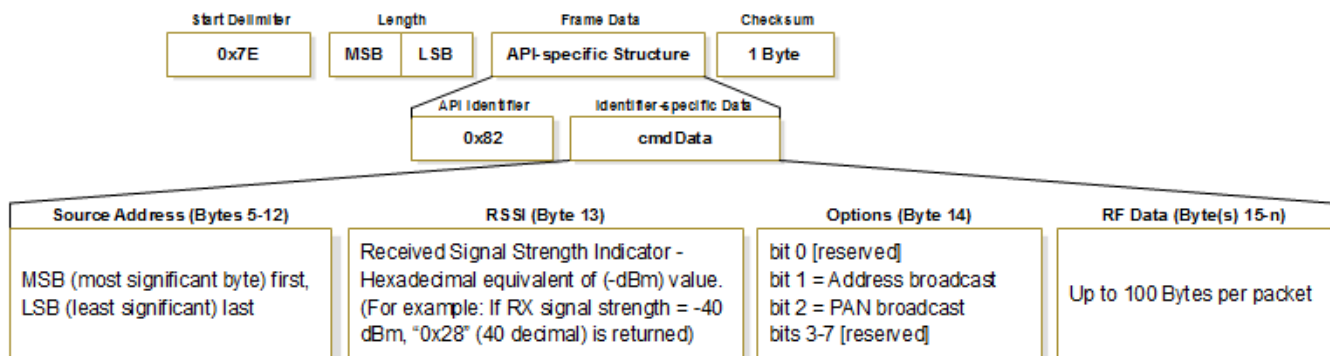 Start Delimiter
Length
Frame Data
Checksum
0x7E
MSB
LSB
API-specific Structure
1 Byte
API Identifier
Identifier-specific Data
0x82
cmdData
Source Address (Bytes 5-12)
MSB (most significant byte) first,
LSB (least significant) last
RSSI (Byte 13)
Received Signal Strength Indicator -
Hexadecimal equivalent of (-dBm) value.
(For example: If RX signal strength = -40
dBm, “0x28” (40 decimal) is returned)
Options (Byte 14)
bit 0 [reserved]
bit 1 = Address broadcast
bit 2 = PAN broadcast
bits 3-7 [reserved]
RF Data (Byte(s) 15-n)
Up to 100 Bytes per packet